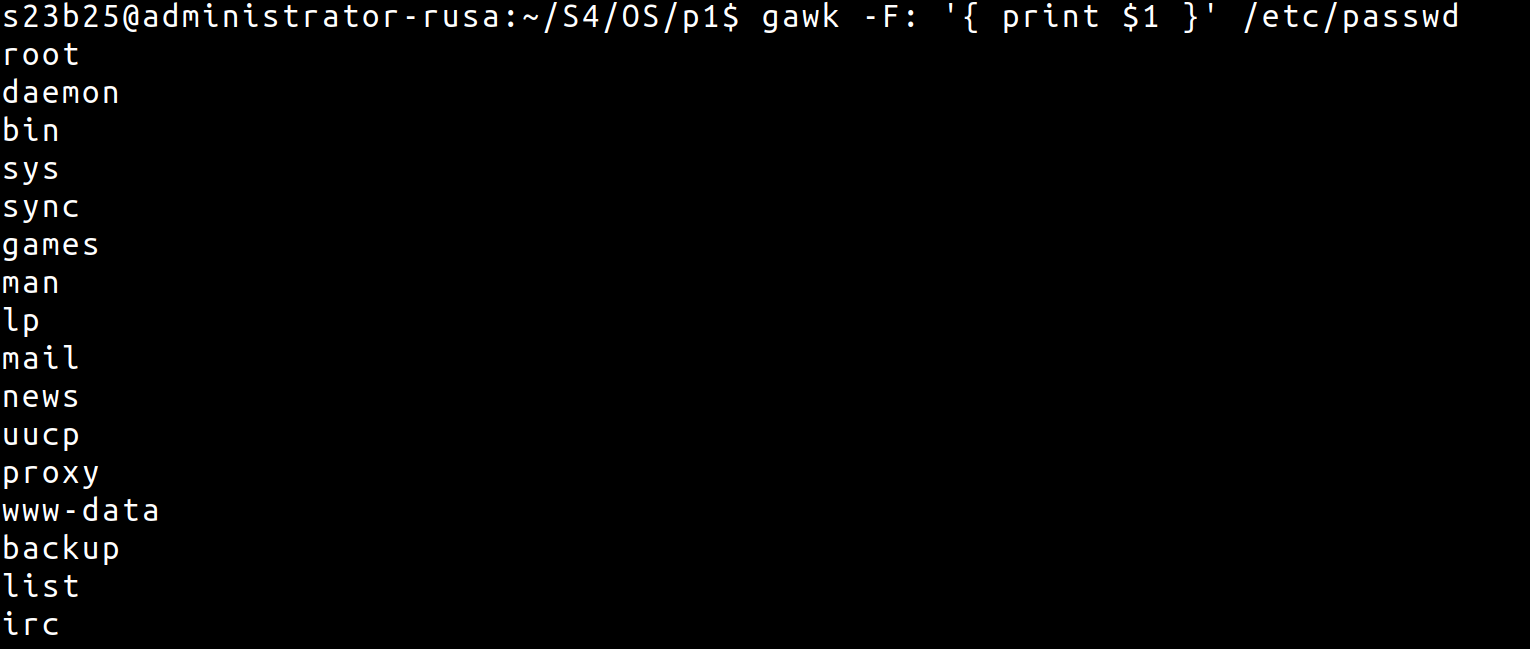 s23b25@administrator-rusa:~/S4/OS/p1$ gawk -F: '{ print $1 }' /etc/passwd
root
daemon
bin
sys
sync
games
man
lp
mail
news
uucp
proxy
www-data
backup
list
irc